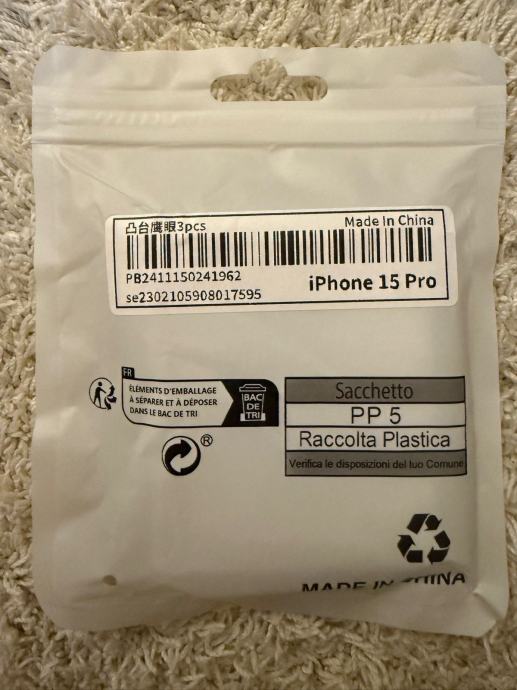 凸台鹰眼3pcs
Made In China
PB2411150241962
se2302105908017595
iPhone 15 Pro
FR
ÉLÉMENTS D'EMBALLAGE
À SÉPARER ET À DÉPOSER
DANS LE BAC DE TRI
BAC
DE
TRI
®
Sacchetto
PP 5
Raccolta Plastica
Verifica le disposizioni del tuo Comune
MADE IN CHINA